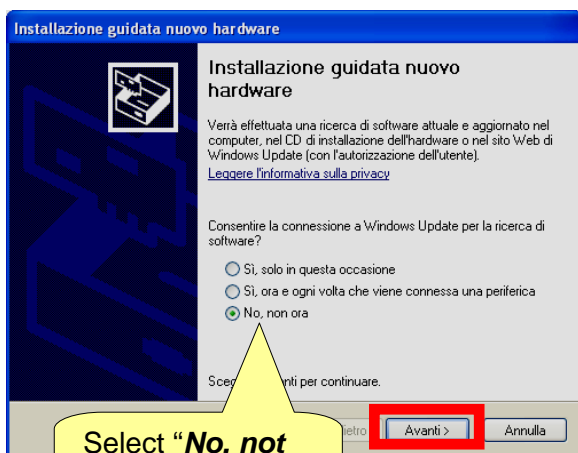 Installazione guidata nuovo hardware
Installazione guidata nuovo
hardware
Verrà effettuata una ricerca di software attuale e aggiornato nel
computer, nel CD di installazione dell'hardware o nel sito Web di
Windows Update (con l'autorizzazione dell'utente).
Leggere l'informativa sulla privacy
Consentire la connessione a Windows Update per la ricerca di
software?
Sì, solo in questa occasione
Sì, ora e ogni volta che viene connessa una periferica
No, non ora
per continuare.
Avanti > Annulla
Select “No, not